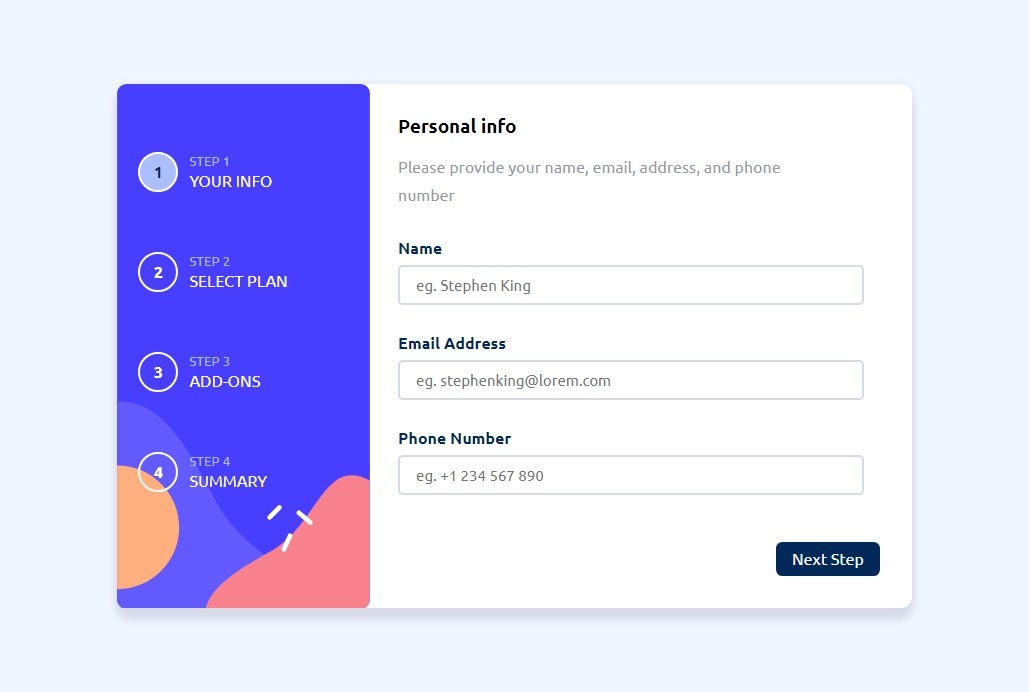 1
STEP 1
YOUR INFO
2
STEP 2
SELECT PLAN
3
STEP 3
ADD-ONS
4
STEP 4
SUMMARY
Personal info
Please provide your name, email, address, and phone
number
Name
eg. Stephen King
Email Address
eg. stephenking@lorem.com
Phone Number
eg. +1 234 567 890
Next Step